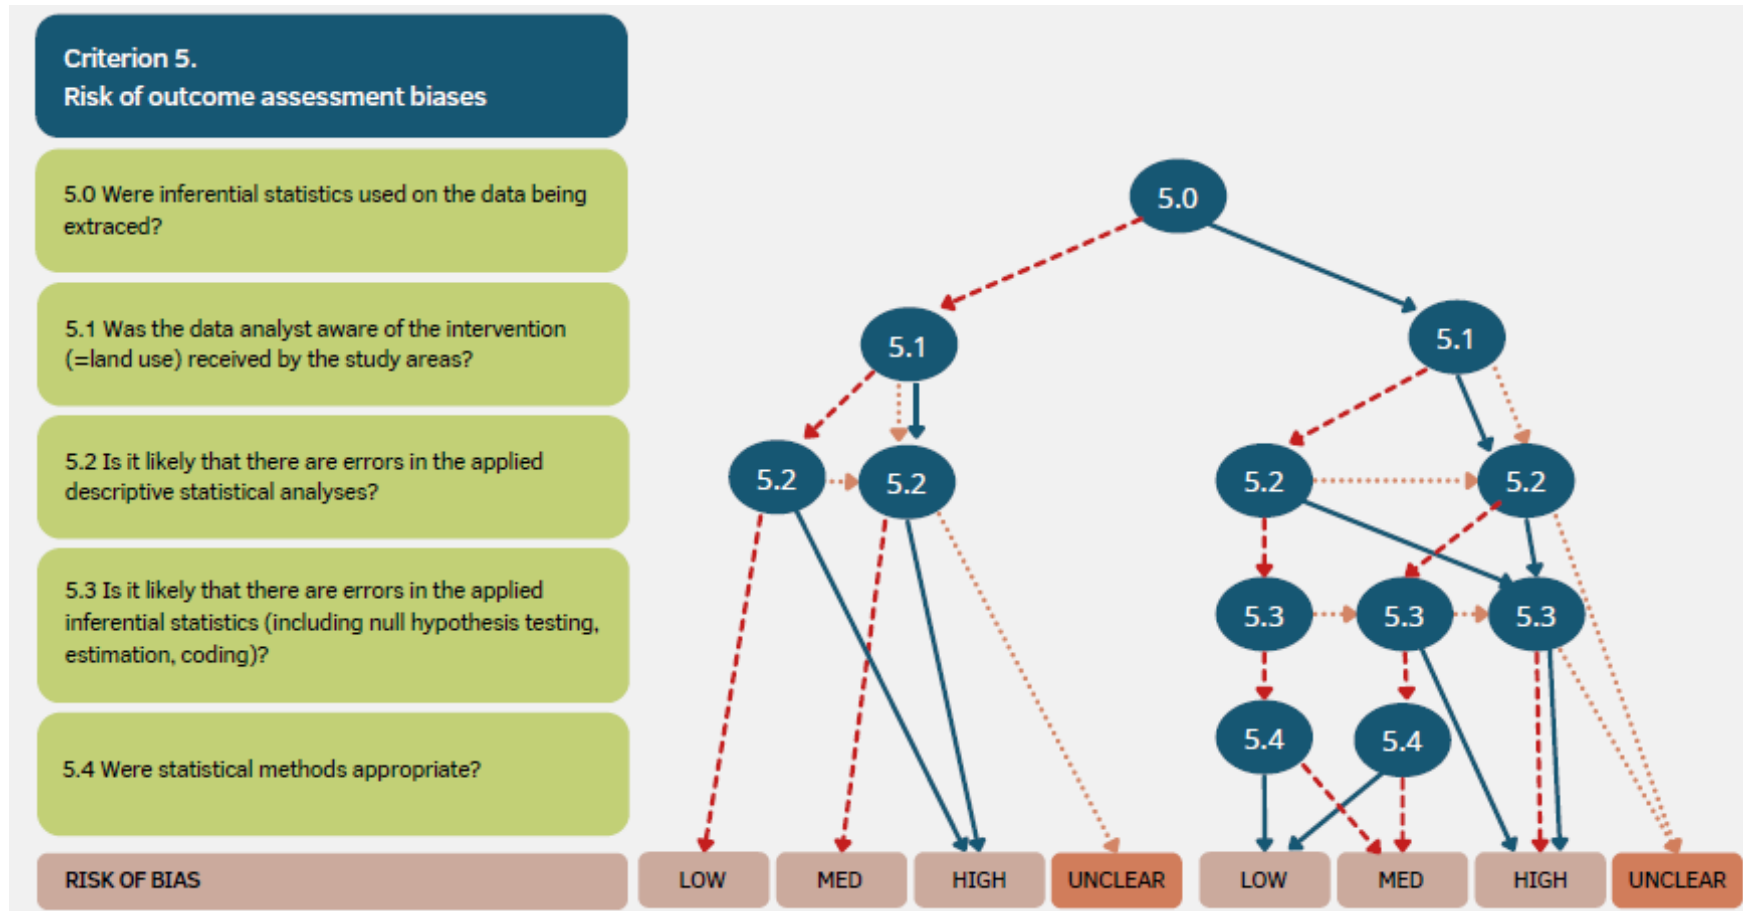 Criterion 5.
Risk of outcome assessment biases
5.0 Were inferential statistics used on the data being
extraced?
5.1 Was the data analyst aware of the intervention
(=land use) received by the study areas?
5.2 Is it likely that there are errors in the applied
descriptive statistical analyses?
5.3 Is it likely that there are errors in the applied
inferential statistics (including null hypothesis testing,
estimation, coding)?
5.4 Were statistical methods appropriate?
RISK OF BIAS
5.0
5.1
5.1
5.2
5.2
5.2
5.2
5.3
5.3
5.3
5.4
5.4
LOW
MED
HIGH
UNCLEAR
LOW
MED
HIGH
UNCLEAR